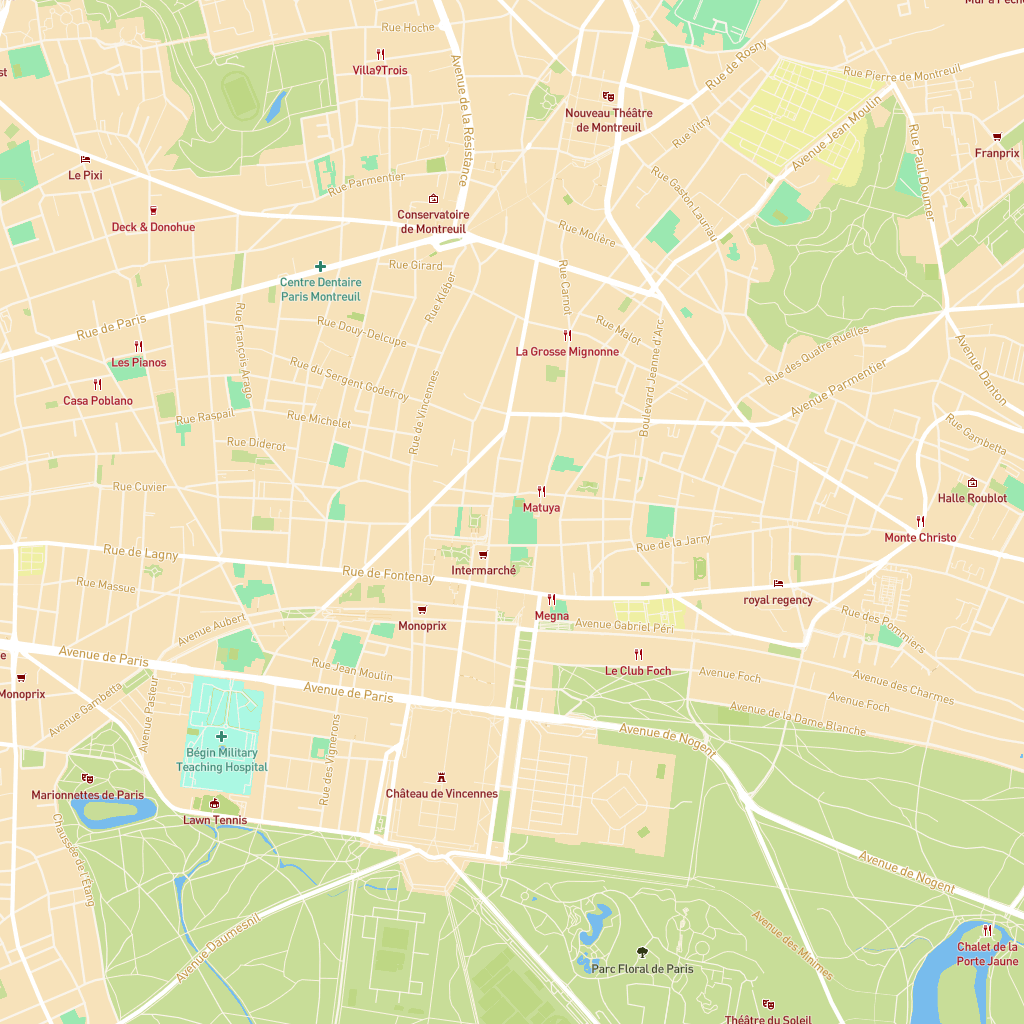 Rue Hoche
Villa9Trois
Avenue de la Résistance
Rue de Rosny
Rue Pierre de Montreuil
Nouveau Théâtre
de Montreuil
Rue Vitry
Avenue Jean Moulin
Rue Paul Doumer
Franprix
Le Pixi
Rue Parmentier
Rue Gaston Lauriau
Deck & Donohue
Conservatoire
de Montreuil
Rue Molière
Rue Girard
Centre Dentaire
Paris Montreuil
Rue Kléber
Rue Carnot
Rue de Paris
Rue François Arago
Rue Douy-Delcupe
Rue Malot
La Grosse Mignonne
Boulevard Jeanne d'Arc
Rue des Quatre Ruelles
Avenue Parmentier
Avenue Danton
Les Pianos
Casa Poblano
Rue du Sergent Godefroy
Rue de Vincennes
Rue Raspail
Rue Michelet
Rue Diderot
Rue Gambetta
Rue Cuvier
Matuya
Halle Roublot
Monte Christo
Rue de Lagny
Rue de la Jarry
Intermarché
Rue de Fontenay
Rue Massue
royal regency
Megna
Monoprix
Avenue Aubert
Avenue Gabriel Péri
Rue des Pommiers
Avenue de Paris
Rue Jean Moulin
Le Club Foch
Avenue Foch
Avenue des Charmes
Monoprix
Avenue Gambetta
Avenue Pasteur
Avenue de Paris
Avenue Foch
Avenue de la Dame Blanche
Avenue de Nogent
Rue des Vignerons
Bégin Military
Teaching Hospital
Château de Vincennes
Marionnettes de Paris
Lawn Tennis
Chaussée de l'Étang
Avenue de Nogent
Avenue Daumesnil
Avenue des Minimes
Parc Floral de Paris
Chalet de la
Porte Jaune
Théâtre du Soleil